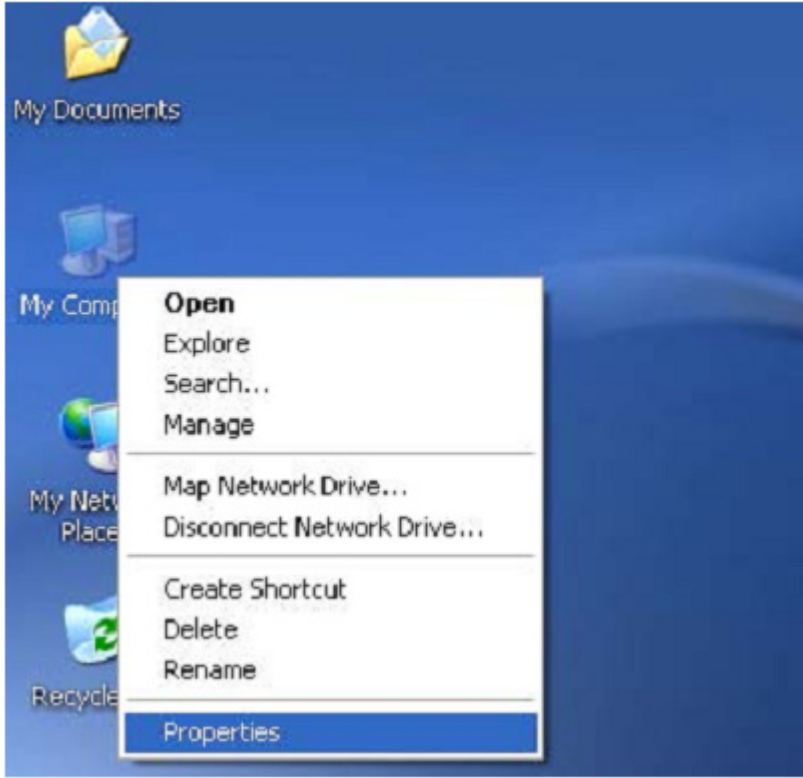 My Documents
My Comp
Open
Explore
Search...
Manage
Map Network Drive...
Disconnect Network Drive...
My Netw
Place
Create Shortcut
Delete
Rename
Recycle
Properties